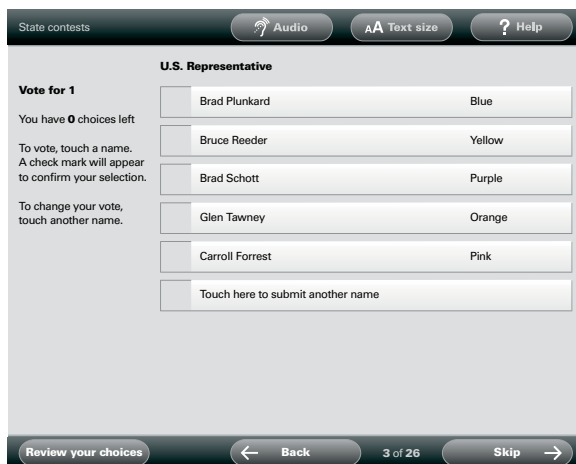 State contests
Audio
AA Text size
? Help
U.S. Representative
Vote for 1
You have 0 choices left
To vote, touch a name.
A check mark will appear
to confirm your selection.
To change your vote,
touch another name.
Brad Plunkard Blue
Bruce Reeder Yellow
Brad Schott Purple
Glen Tawney Orange
Carroll Forrest Pink
Touch here to submit another name
Review your choices
← Back
3 of 26
Skip →